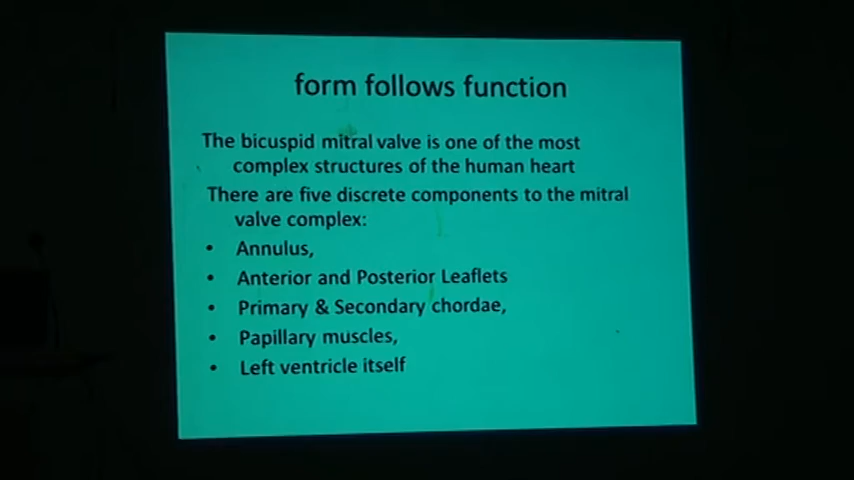 form follows function
The bicuspid mitral valve is one of the most
complex structures of the human heart
There are five discrete components to the mitral
valve complex:
• Annulus,
• Anterior and Posterior Leaflets
• Primary & Secondary chordae,
• Papillary muscles,
• Left ventricle itself